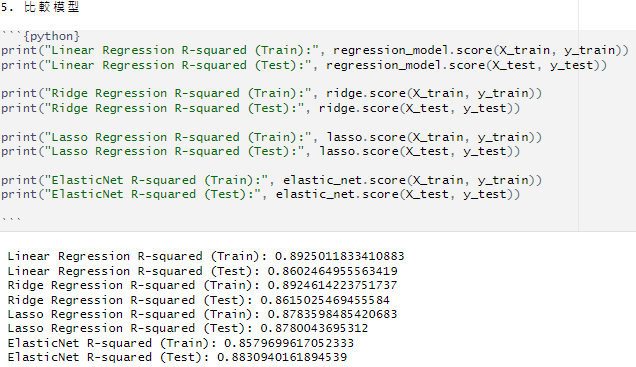 5. 比較模型
```{python}
print("Linear Regression R-squared (Train):", regression_model.score(X_train, y_train))
print("Linear Regression R-squared (Test):", regression_model.score(X_test, y_test))
print("Ridge Regression R-squared (Train):", ridge.score(X_train, y_train))
print("Ridge Regression R-squared (Test):", ridge.score(X_test, y_test))
print("Lasso Regression R-squared (Train):", lasso.score(X_train, y_train))
print("Lasso Regression R-squared (Test):", lasso.score(X_test, y_test))
print("ElasticNet R-squared (Train):", elastic_net.score(X_train, y_train))
print("ElasticNet R-squared (Test):", elastic_net.score(X_test, y_test))
```
Linear Regression R-squared (Train): 0.8925011833410883
Linear Regression R-squared (Test): 0.8602464955563419
Ridge Regression R-squared (Train): 0.8924614223751737
Ridge Regression R-squared (Test): 0.8615025469455584
Lasso Regression R-squared (Train): 0.8783598485420683
Lasso Regression R-squared (Test): 0.8780043695312
ElasticNet R-squared (Train): 0.8579699617052333
ElasticNet R-squared (Test): 0.8830940161894539